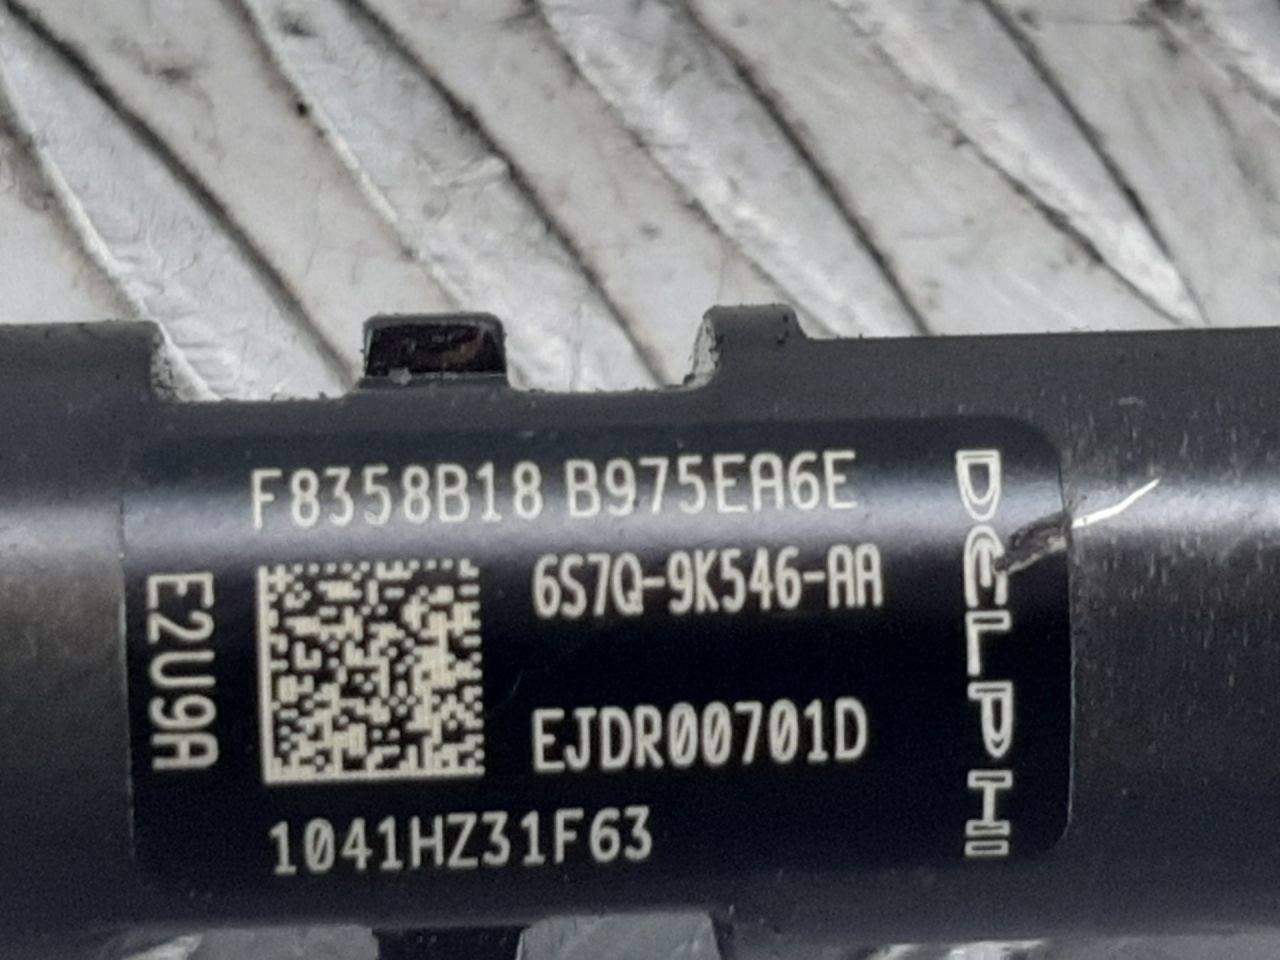 F8358B18 B975EA6E
6S7Q-9K546-AA
EJDR00701D
1041HZ31F63
E2U9A
DELPHI